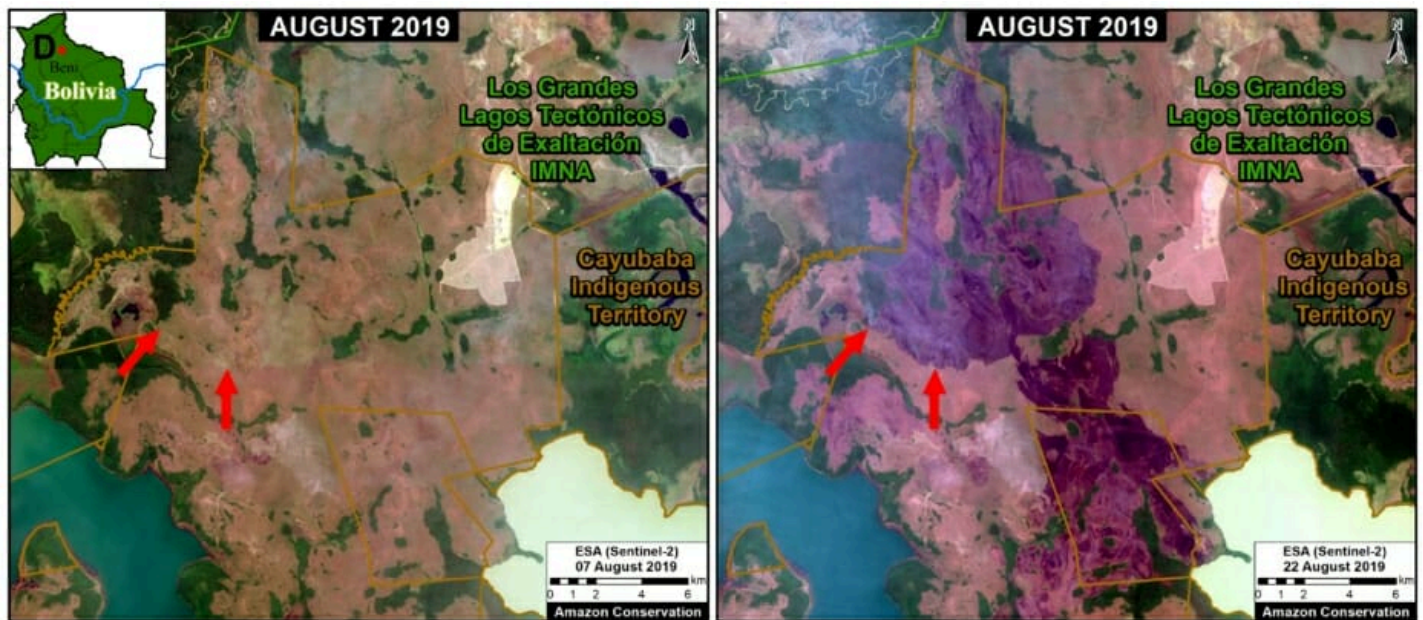 AUGUST 2019
N
D
Beni
Bolivia
Los Grandes
Lagos Tectónicos
de Exaltación
IMNA
Cayubaba
Indigenous
Territory
ESA (Sentinel-2)
07 August 2019
0 1 2 4 6 km
Amazon Conservation
AUGUST 2019
N
Los Grandes
Lagos Tectónicos
de Exaltación
IMNA
Cayubaba
Indigenous
Territory
ESA (Sentinel-2)
22 August 2019
0 1 2 4 6 km
Amazon Conservation